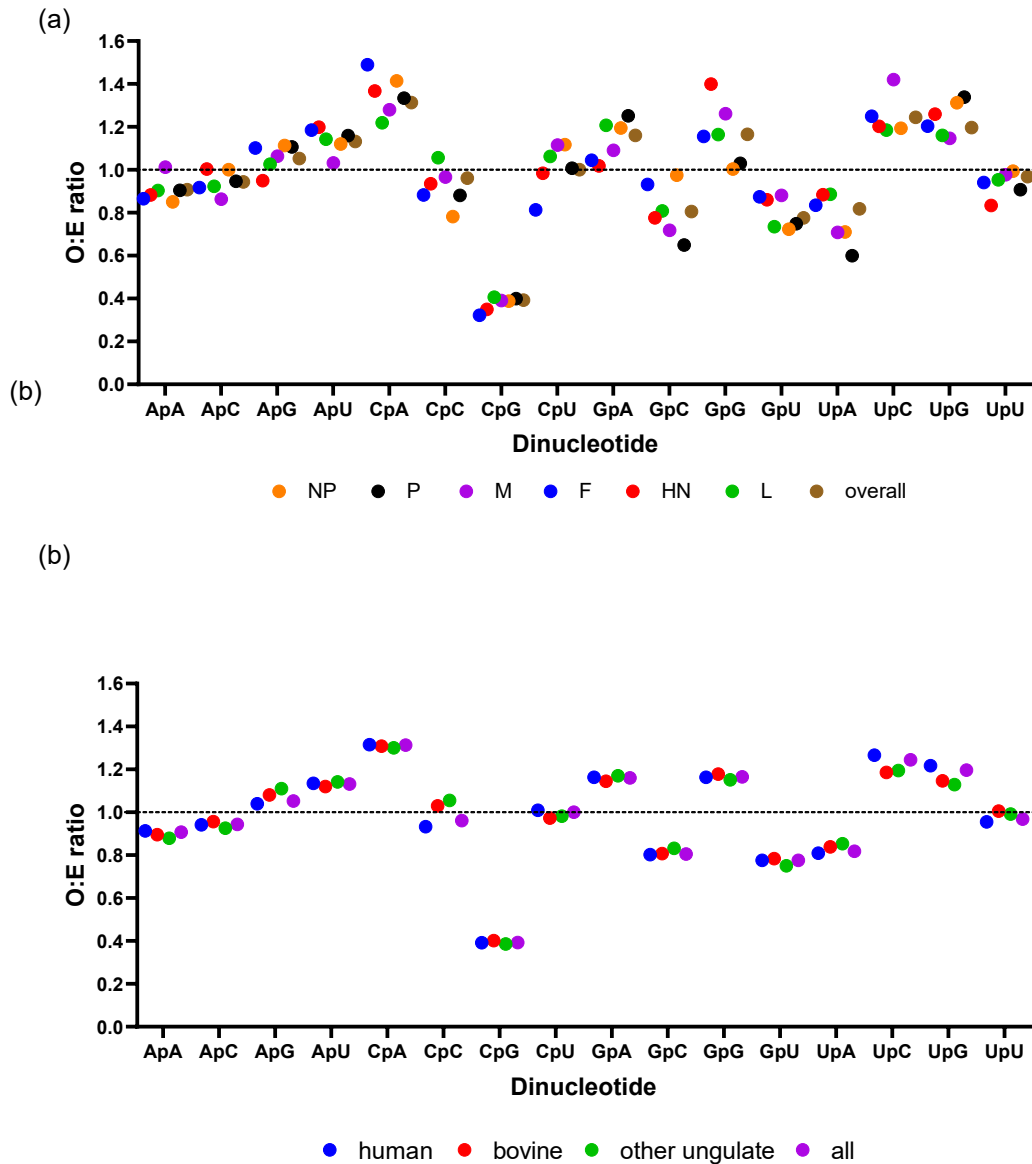 (a)
1.6
1.4
1.2
1.0
0.8
0.6
0.4
0.2
0.0
O:E ratio
(b)
ApA ApC ApG ApU CpA CpC CpG CpU GpA GpC GpG GpU UpA UpC UpG UpU
Dinucleotide
NP P M F HN L overall
(b)
1.6
1.4
1.2
1.0
0.8
0.6
0.4
0.2
0.0
O:E ratio
ApA ApC ApG ApU CpA CpC CpG CpU GpA GpC GpG GpU UpA UpC UpG UpU
Dinucleotide
human bovine other ungulate all